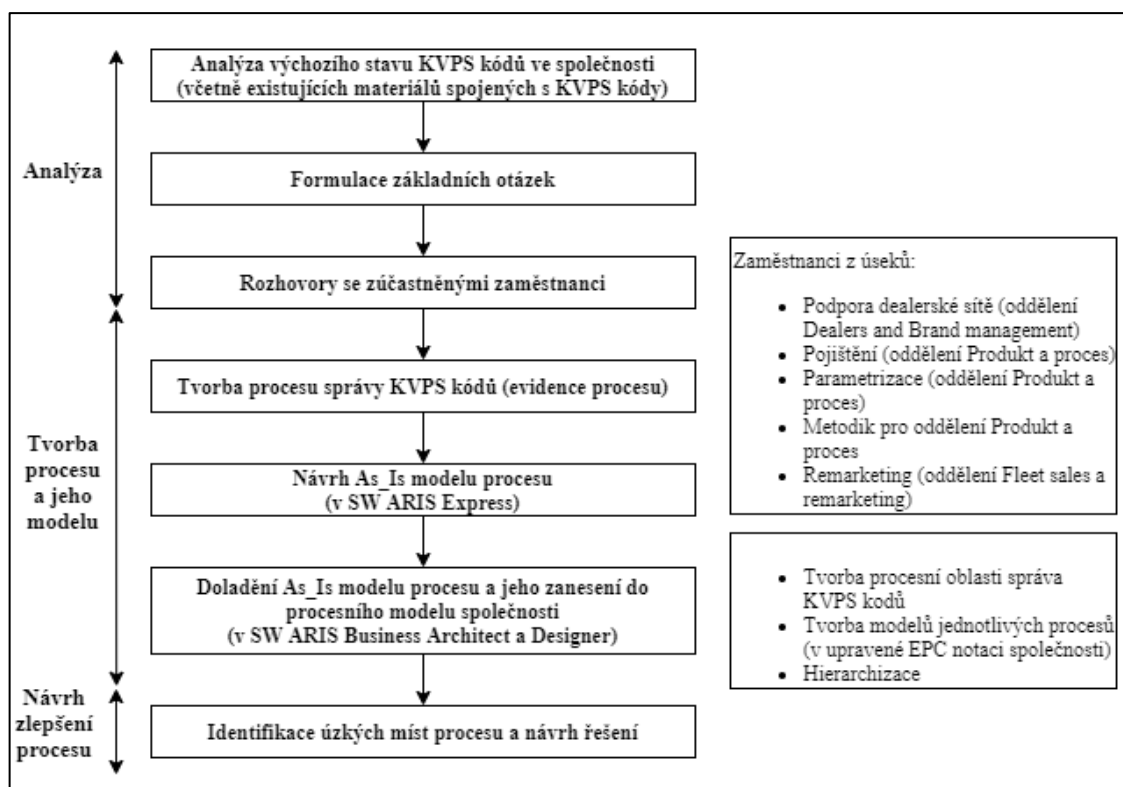 Analýza výchozího stavu KVPS kódů ve společnosti
(včetně existujících materiálů spojených s KVPS kódy)
Analýza
Formulace základních otázek
Rozhovory se zúčastněnými zaměstnanci
Zaměstnanci z úseků:
• Podpora dealerské sítě (oddělení
Dealers and Brand management)
• Pojištění (oddělení Produkt a proces)
• Parametrizace (oddělení Produkt a
proces)
• Metodik pro oddělení Produkt a
proces
• Remarketing (oddělení Fleet sales a
remarketing)
Tvorba
procesu
a jeho
modelu
Tvorba procesu správy KVPS kódů (evidence procesu)
Návrh As_Is modelu procesu
(v SW ARIS Express)
Doladění As_Is modelu procesu a jeho zanesení do
procesního modelu společnosti
(v SW ARIS Business Architect a Designer)
• Tvorba procesní oblasti správa
KVPS kodů
• Tvorba modelů jednotlivých procesů
(v upravené EPC notaci společnosti)
• Hierarchizace
Návrh
zlepšení
procesu
Identifikace úzkých míst procesu a návrh řešení